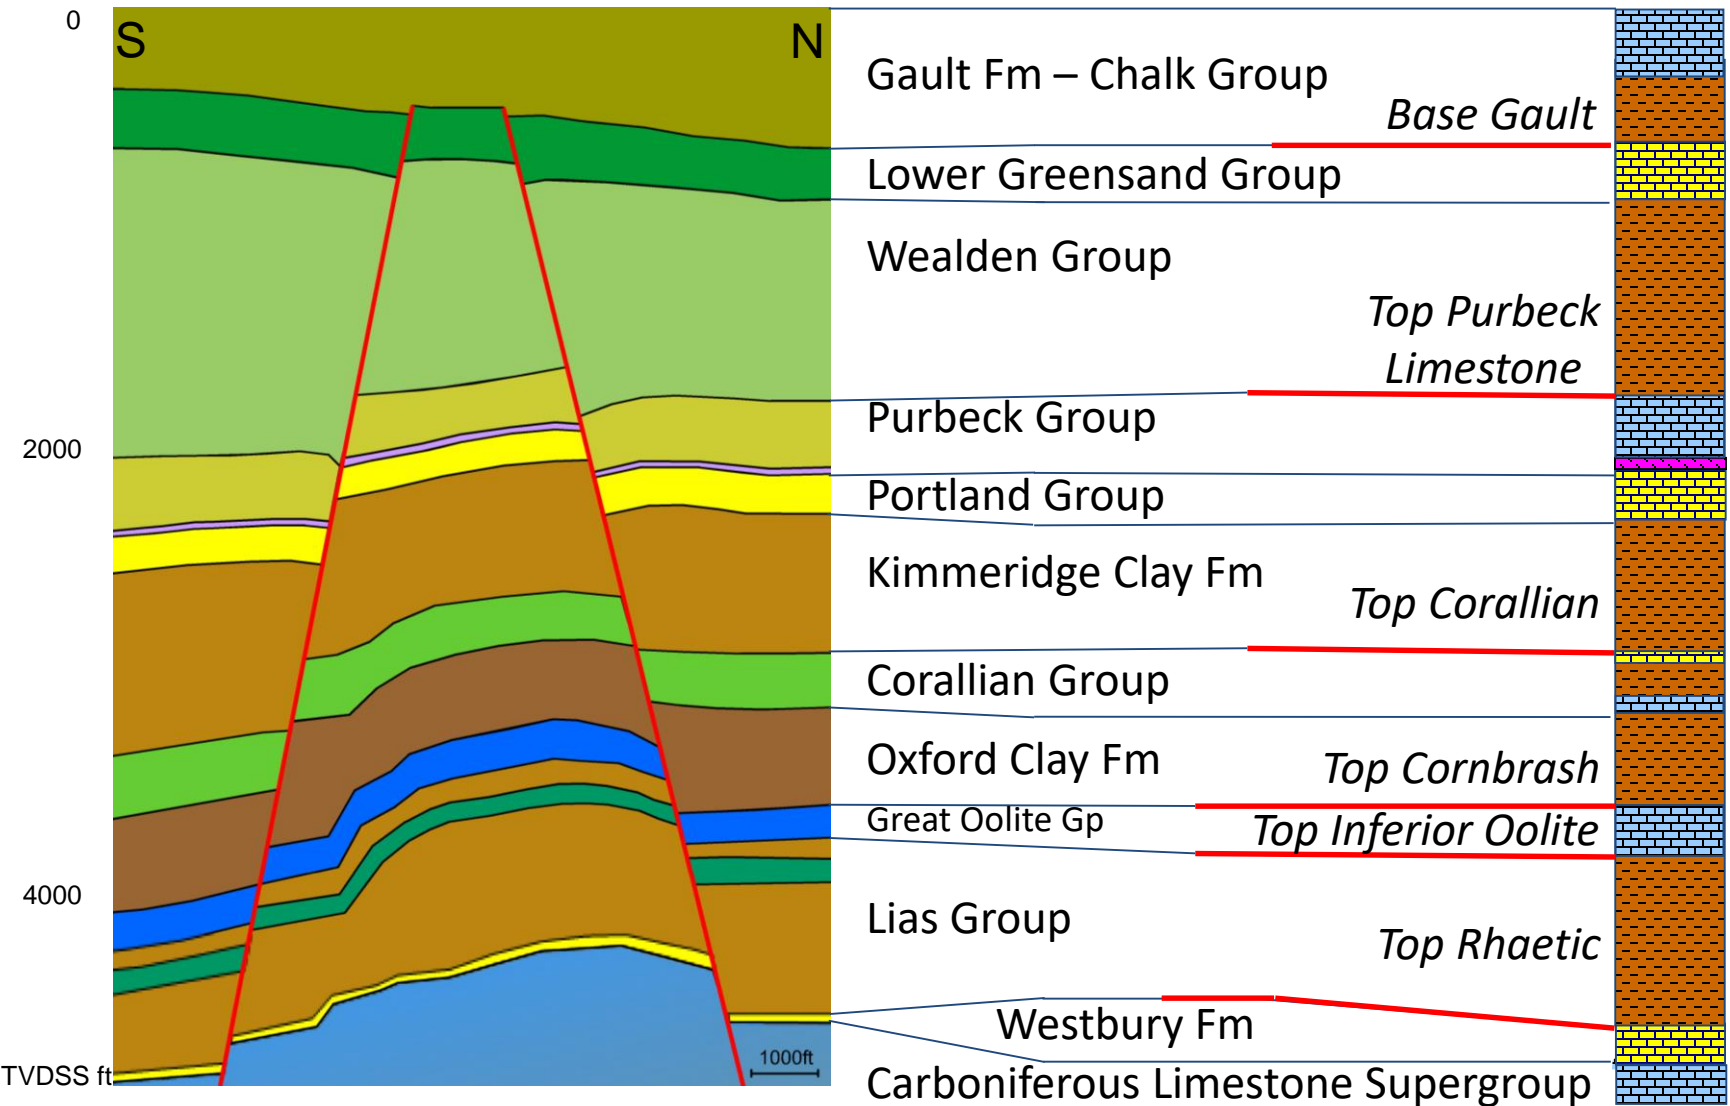 0
S
N
2000
4000
TVDSS ft
1000ft
Gault Fm – Chalk Group
Base Gault
Lower Greensand Group
Wealden Group
Top Purbeck
Limestone
Purbeck Group
Portland Group
Kimmeridge Clay Fm
Top Corallian
Corallian Group
Oxford Clay Fm
Top Cornbrash
Great Oolite Gp
Top Inferior Oolite
Lias Group
Top Rhaetic
Westbury Fm
Carboniferous Limestone Supergroup